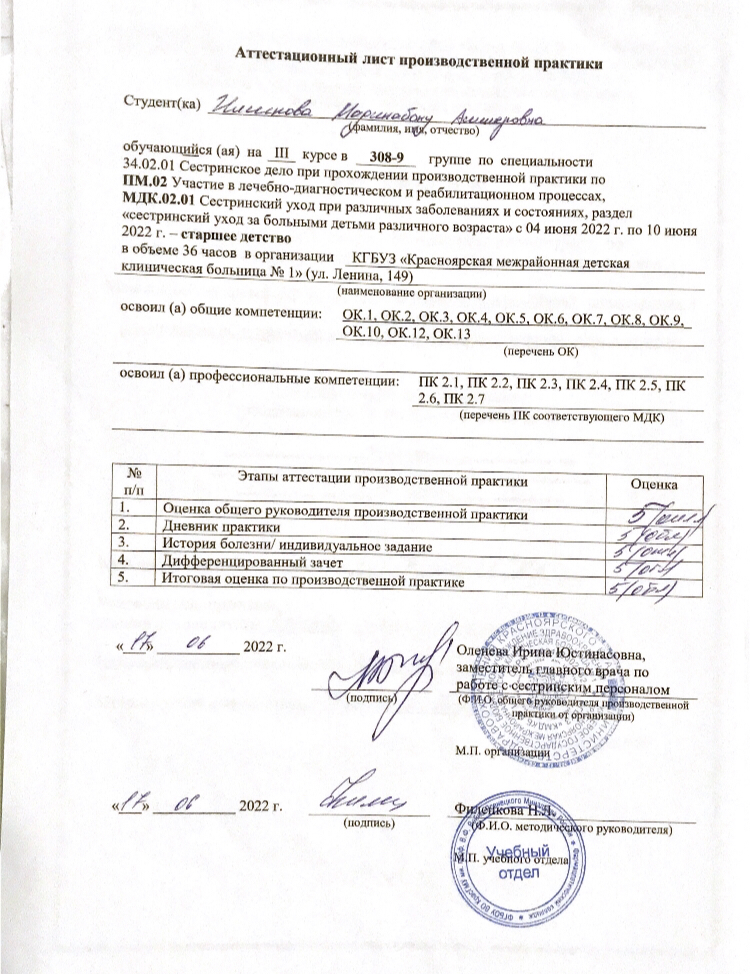 Аттестационный лист производственной практики
Студент(ка)
(фамилия, имя, отчество)
обучающийся (ая) на III курсе в 308-9 группе по специальности
34.02.01 Сестринское дело при прохождении производственной практики по
ПМ.02 Участие в лечебно-диагностическом и реабилитационном процессах,
МДК.02.01 Сестринский уход при различных заболеваниях и состояниях, раздел
«сестринский уход за больными детьми различного возраста» с 04 июня 2022 г. по 10 июня
2022 г. – старшее детство
в объеме 36 часов в организации КГБУЗ «Красноярская межрайонная детская
клиническая больница № 1» (ул. Ленина, 149)
(наименование организации)
освоил (а) общие компетенции: ОК.1, ОК.2, ОК.3, ОК.4, ОК.5, ОК.6, ОК.7, ОК.8, ОК.9,
ОК.10, ОК.12, ОК.13
(перечень ОК)
освоил (а) профессиональные компетенции: ПК 2.1, ПК 2.2, ПК 2.3, ПК 2.4, ПК 2.5, ПК
2.6, ПК 2.7
(перечень ПК соответствующего МДК)
№ п/п Этапы аттестации производственной практики Оценка
1. Оценка общего руководителя производственной практики 5
2. Дневник практики 5
3. История болезни/ индивидуальное задание 5
4. Дифференцированный зачет 5
5. Итоговая оценка по производственной практике 5
«17» 06 2022 г.
Оленева Ирина Юстинасовна,
заместитель главного врача по
работе с сестринским персоналом
(подпись) (Ф.И.О. общего руководителя производственной
практики от организации)
М.П. организации
«17» 06 2022 г. Филенкова Н.Л.
(подпись) (Ф.И.О. методического руководителя)
М.П. учебного отдела
Учебный
отдел